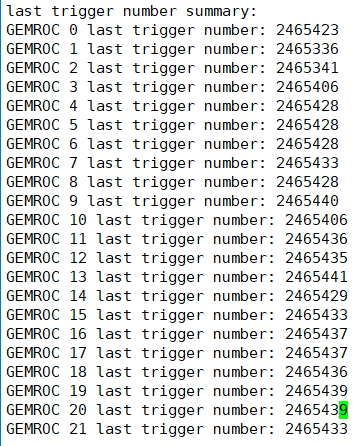 last trigger number summary:
GEMROC 0 last trigger number: 2465423
GEMROC 1 last trigger number: 2465336
GEMROC 2 last trigger number: 2465341
GEMROC 3 last trigger number: 2465406
GEMROC 4 last trigger number: 2465428
GEMROC 5 last trigger number: 2465428
GEMROC 6 last trigger number: 2465428
GEMROC 7 last trigger number: 2465433
GEMROC 8 last trigger number: 2465428
GEMROC 9 last trigger number: 2465440
GEMROC 10 last trigger number: 2465406
GEMROC 11 last trigger number: 2465436
GEMROC 12 last trigger number: 2465435
GEMROC 13 last trigger number: 2465441
GEMROC 14 last trigger number: 2465429
GEMROC 15 last trigger number: 2465433
GEMROC 16 last trigger number: 2465437
GEMROC 17 last trigger number: 2465437
GEMROC 18 last trigger number: 2465436
GEMROC 19 last trigger number: 2465439
GEMROC 20 last trigger number: 2465439
GEMROC 21 last trigger number: 2465433